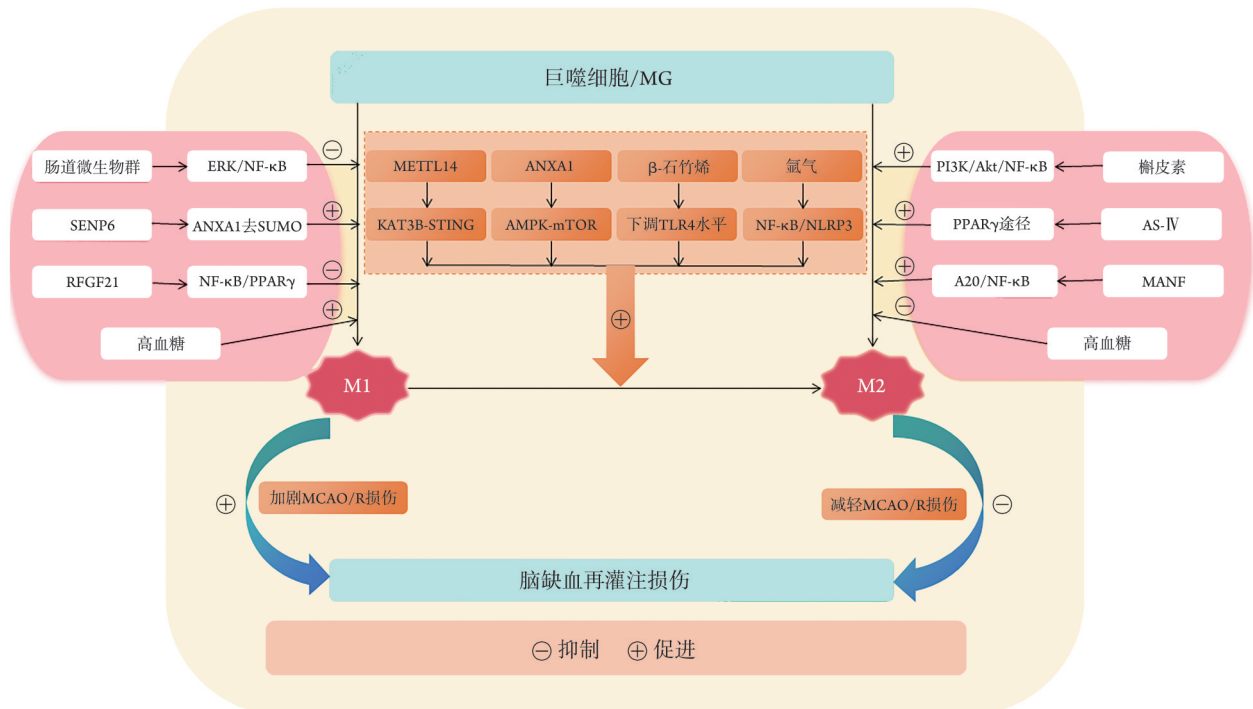 巨噬细胞/MG
肠道微生物群
ERK/NF-κB
⊖
METTL14
ANXA1
β-石竹烯
氩气
⊕
PI3K/Akt/NF-κB
槲皮素
SENP6
ANXA1去SUMO
⊕
KAT3B-STING
AMPK-mTOR
下调TLR4水平
NF-κB/NLRP3
⊕
PPARγ途径
AS-Ⅳ
RFGF21
NF-κB/PPARγ
⊖
⊕
A20/NF-κB
MANF
高血糖
⊕
⊕
⊖
高血糖
M1
M2
⊕
加剧MCAO/R损伤
减轻MCAO/R损伤
⊖
脑缺血再灌注损伤
⊖ 抑制 ⊕ 促进